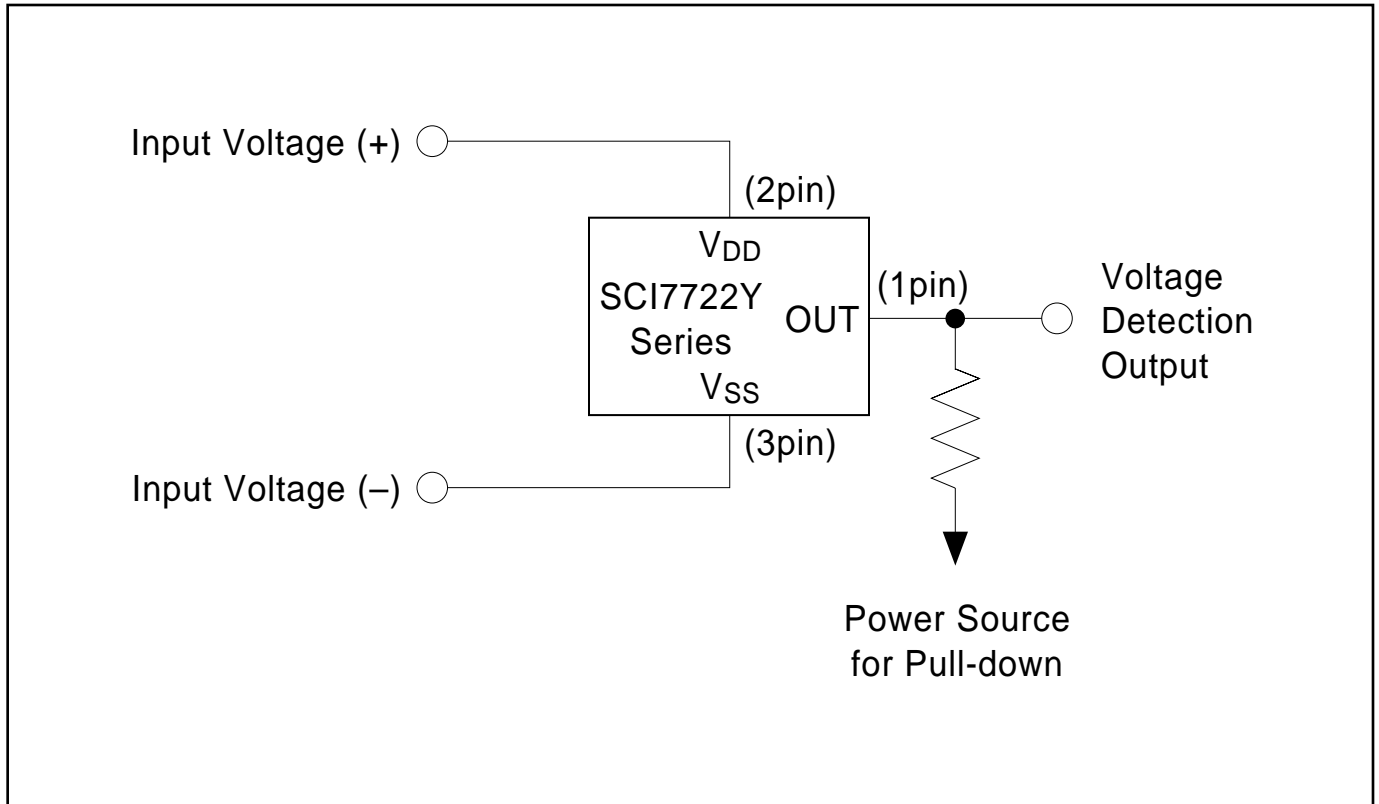 Input Voltage (+)
(2pin)
VDD
SCI7722Y
Series
VSS
OUT
(1pin)
Voltage
Detection
Output
(3pin)
Input Voltage (–)
Power Source
for Pull-down